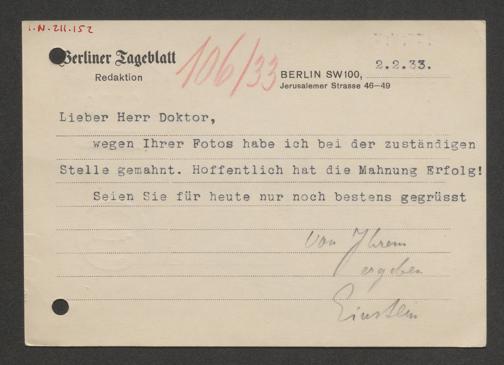 I.N.211.152
Berliner Tageblatt
Redaktion
106/33
2.2.33.
BERLIN SW100,
Jerusalemer Strasse 46-49
Lieber Herr Doktor,
wegen Ihrer Fotos habe ich bei der zuständigen
Stelle gemahnt. Hoffentlich hat die Mahnung Erfolg!
Seien Sie für heute nur noch bestens gegrüsst
von Ihrem
ergeben
Einstein